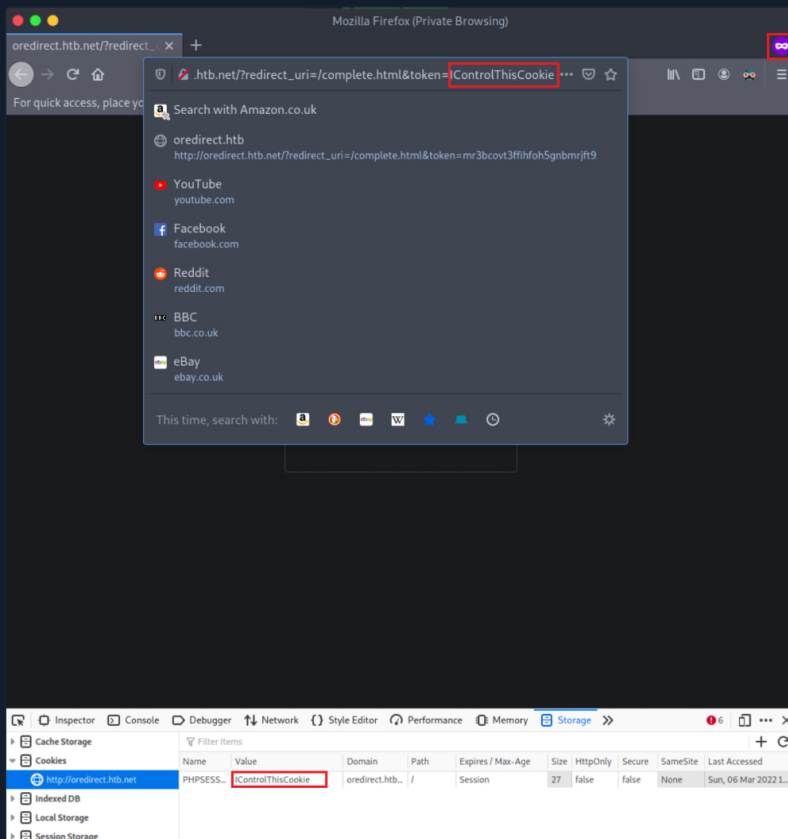 Mozilla Firefox (Private Browsing)
oredirect.htb.net/?redirect_
.htb.net/?redirect_uri=/complete.html&token=IControlThisCookie
For quick access, place yo
Search with Amazon.co.uk
oredirect.htb
http://oredirect.htb.net/?redirect_uri=/complete.html&token=mr3bcovt3ffihfoh5gnbmrjft9
YouTube
youtube.com
Facebook
facebook.com
Reddit
reddit.com
BBC
bbc.co.uk
eBay
ebay.co.uk
This time, search with:
Inspector Console Debugger Network Style Editor Performance Memory Storage 6
Cache Storage
Filter Items
Cookies
Name Value Domain Path Expires / Max-Age Size HttpOnly Secure SameSite Last Accessed
http://oredirect.htb.net
PHPSESS... IControlThisCookie oredirect.htb... / Session 27 false false None Sun, 06 Mar 2022 1...
Indexed DB
Local Storage
Session Storage